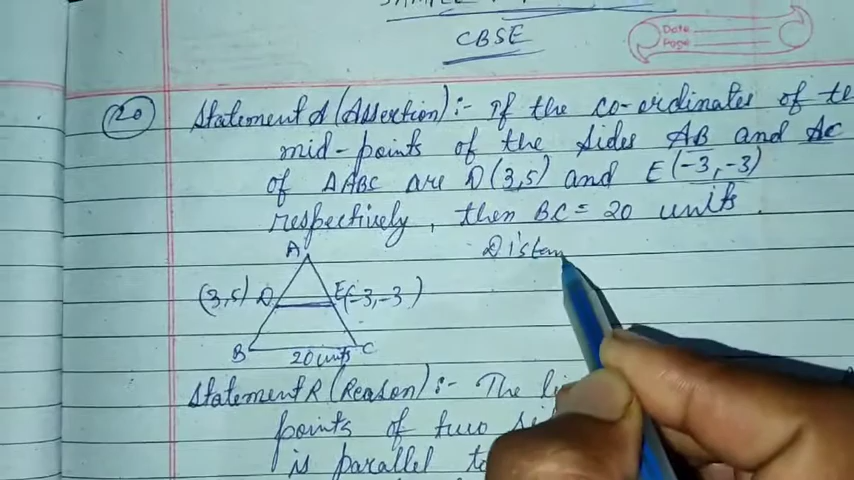 CBSE
Date
Page
20 Statement A (Assertion):- If the co-ordinates of
mid-points of the sides AB and AC
of ΔABC are D(3,5) and E(-3,-3)
respectively, then BC = 20 units.
Distan
A
(3,5) D E(-3,-3)
B 20 units C
Statement R (Reason):- The
points of two
is parallel